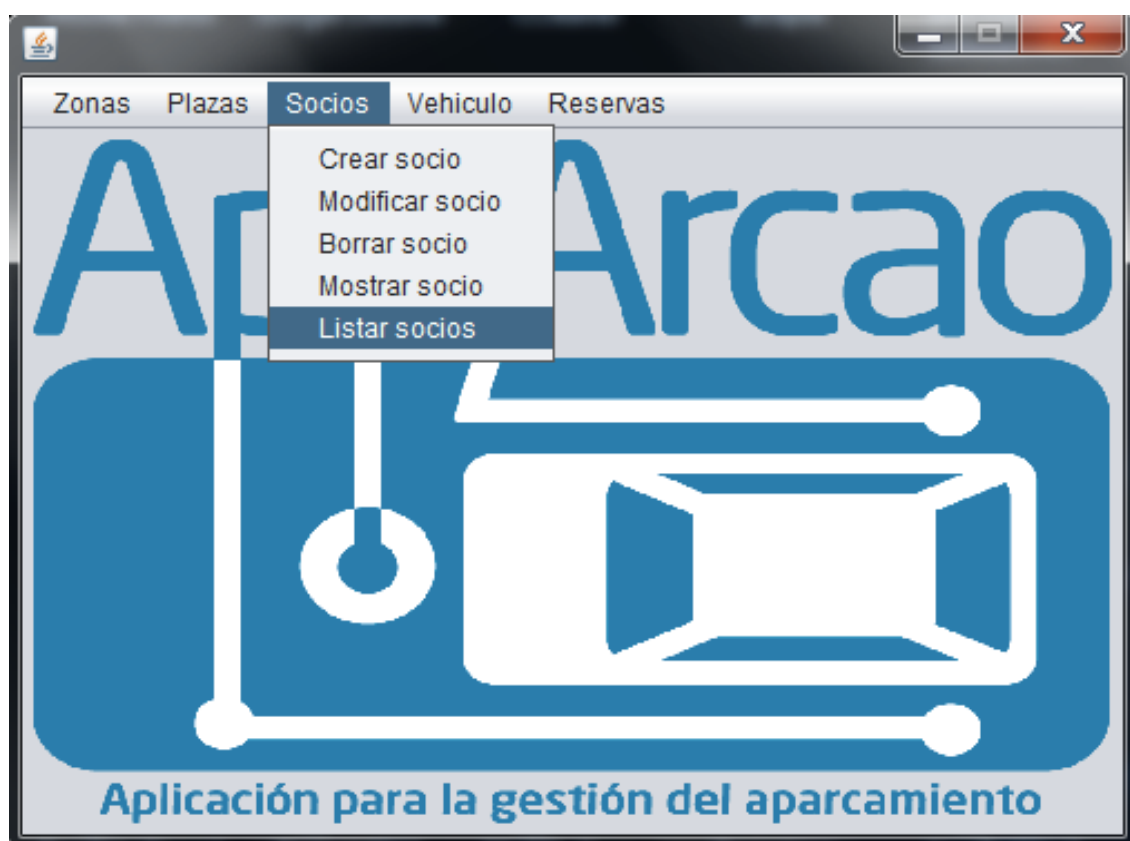 Zonas Plazas Socios Vehiculo Reservas
Crear socio
Modificar socio
Borrar socio
Mostrar socio
Listar socios
Arcao
Aplicación para la gestión del aparcamiento